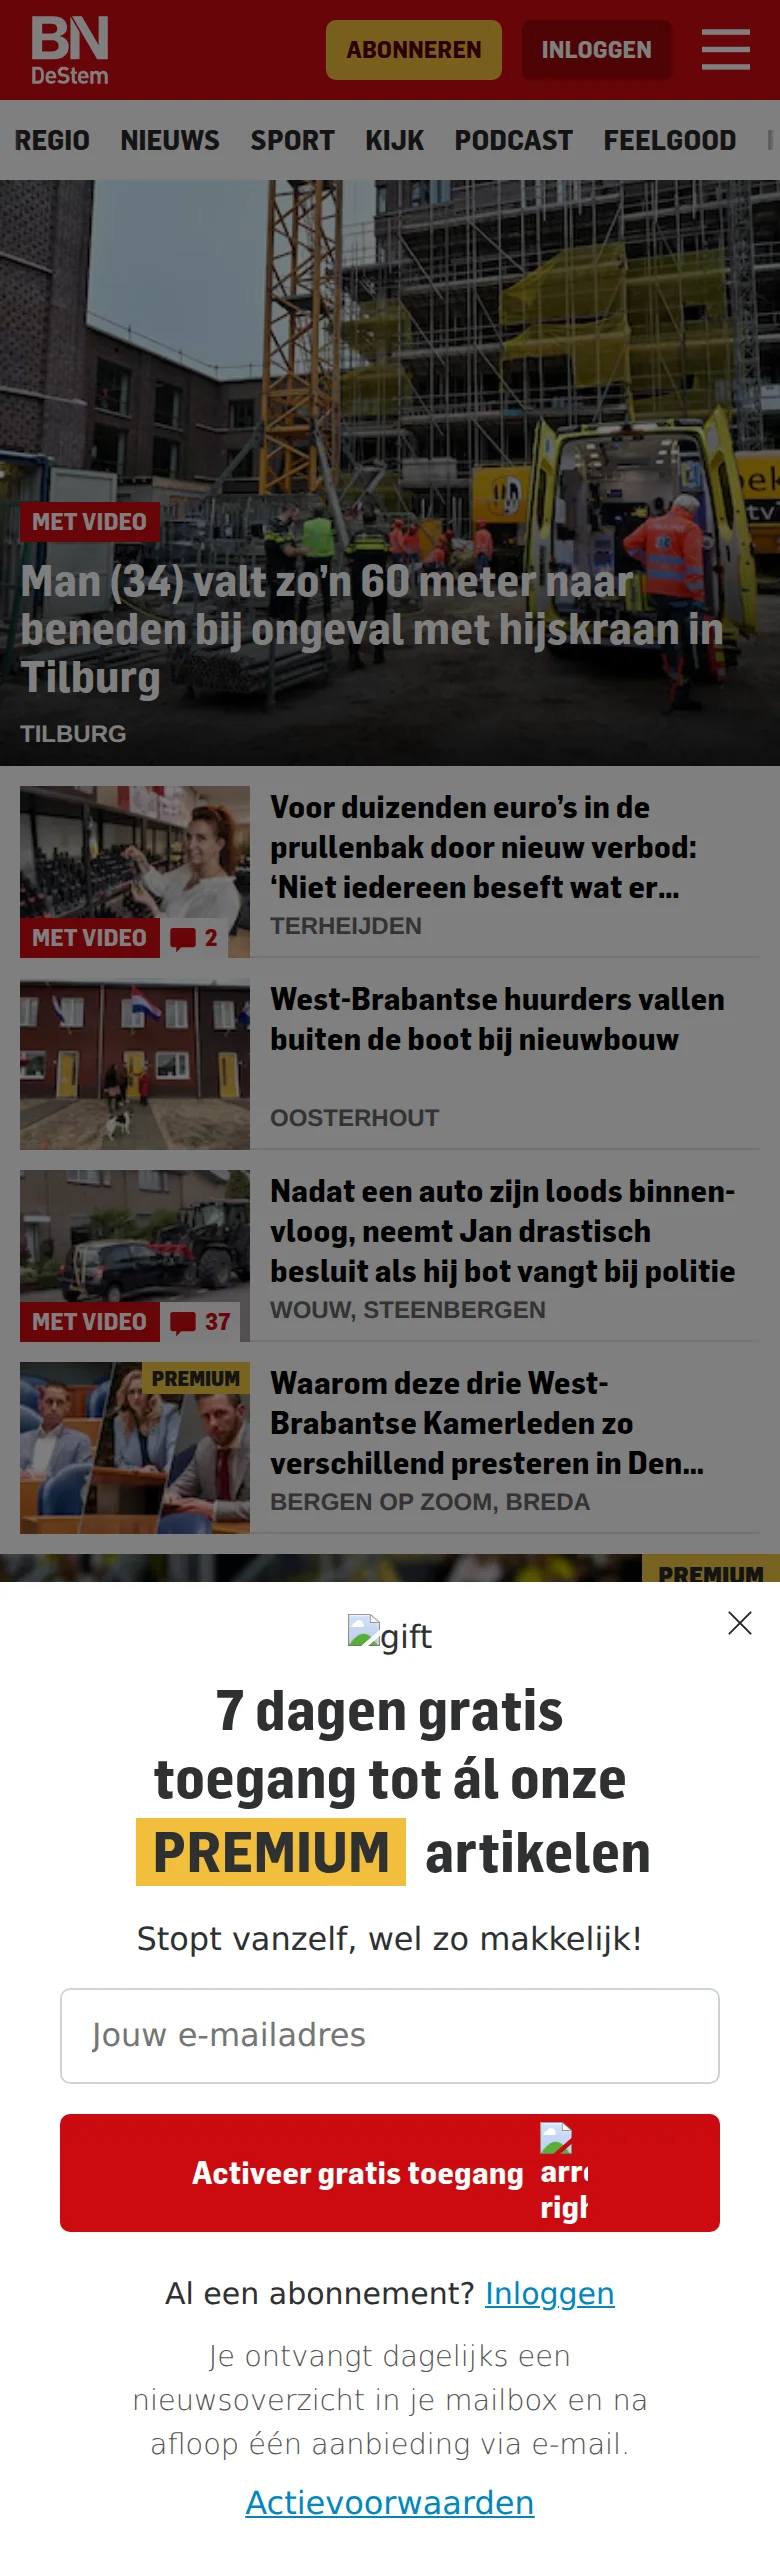 BN
DeStem
ABONNEREN
INLOGGEN
REGIO NIEUWS SPORT KIJK PODCAST FEELGOOD
MET VIDEO
Man (34) valt zo’n 60 meter naar
beneden bij ongeval met hijskraan in
Tilburg
TILBURG
Voor duizenden euro’s in de
prullenbak door nieuw verbod:
‘Niet iedereen beseft wat er...
TERHEIJDEN
MET VIDEO 2
West-Brabantse huurders vallen
buiten de boot bij nieuwbouw
OOSTERHOUT
Nadat een auto zijn loods binnen-
vloog, neemt Jan drastisch
besluit als hij bot vangt bij politie
WOUW, STEENBERGEN
MET VIDEO 37
PREMIUM
Waarom deze drie West-
Brabantse Kamerleden zo
verschillend presteren in Den...
BERGEN OP ZOOM, BREDA
PREMIUM
gift
7 dagen gratis
toegang tot ál onze
PREMIUM artikelen
Stopt vanzelf, wel zo makkelijk!
Jouw e-mailadres
Activeer gratis toegang
Al een abonnement? Inloggen
Je ontvangt dagelijks een
nieuwsoverzicht in je mailbox en na
afloop één aanbieding via e-mail.
Actievoorwaarden